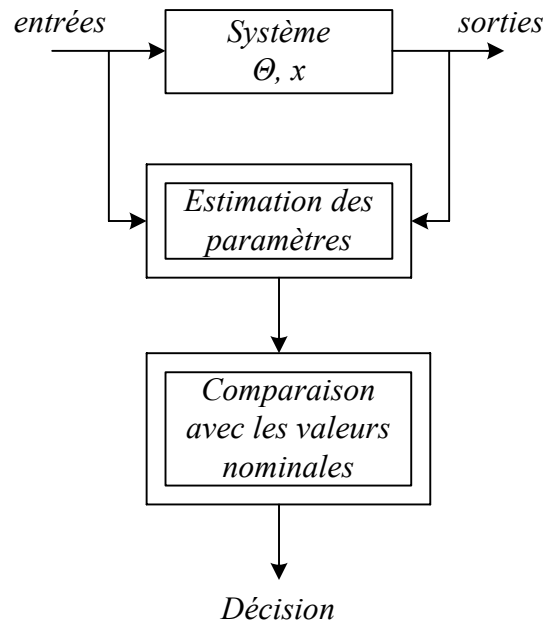 entrées
Système
Θ, x
sorties
Estimation des
paramètres
Comparaison
avec les valeurs
nominales
Décision